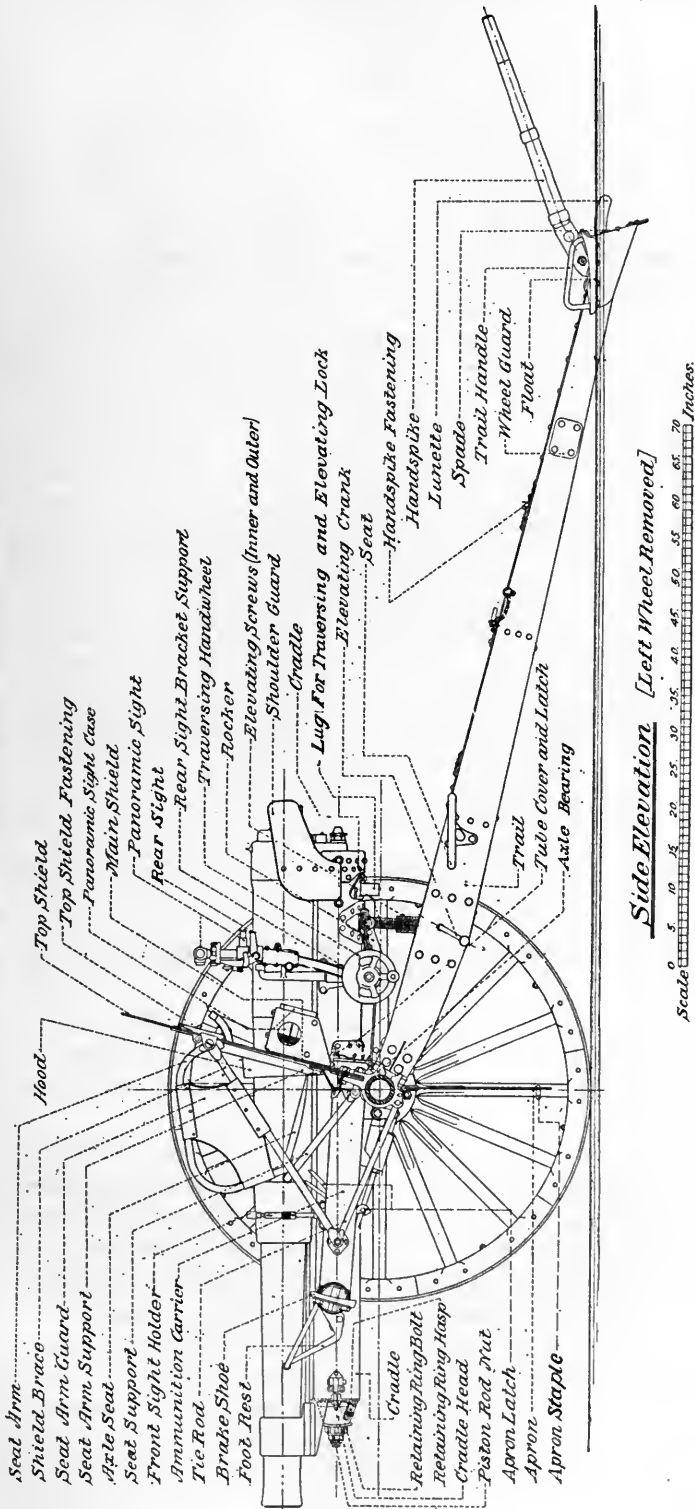 Seat Arm
Shield Brace
Seat Arm Guard
Seat Arm Support
Axle Seat
Seat Support
Front Sight Holder
Ammunition Carrier
Tie Rod
Brake Shoe
Foot Rest
Hood
Top Shield
Top Shield Fastening
Panoramic Sight Case
Main Shield
Panoramic Sight
Rear Sight
Rear Sight Bracket Support
Traversing Handwheel
Rocker
Elevating Screws (Inner and Outer)
Shoulder Guard
Cradle
Lug For Traversing and Elevating Lock
Elevating Crank
Seat
Handspike Fastening
Handspike
Lunette
Spade
Trail Handle
Wheel Guard
Float
Cradle
Retaining Ring Bolt
Retaining Ring Hasp
Cradle Head
Piston Rod Nut
Apron Latch
Apron
Apron Staple
Trail
Tube Cover and Latch
Axle Bearing
Side Elevation [Left Wheel Removed]
Scale 0 5. 10. 15 20 25. 30. 35. 40. 45. 50. 55. 60. 65. 70 Inches.